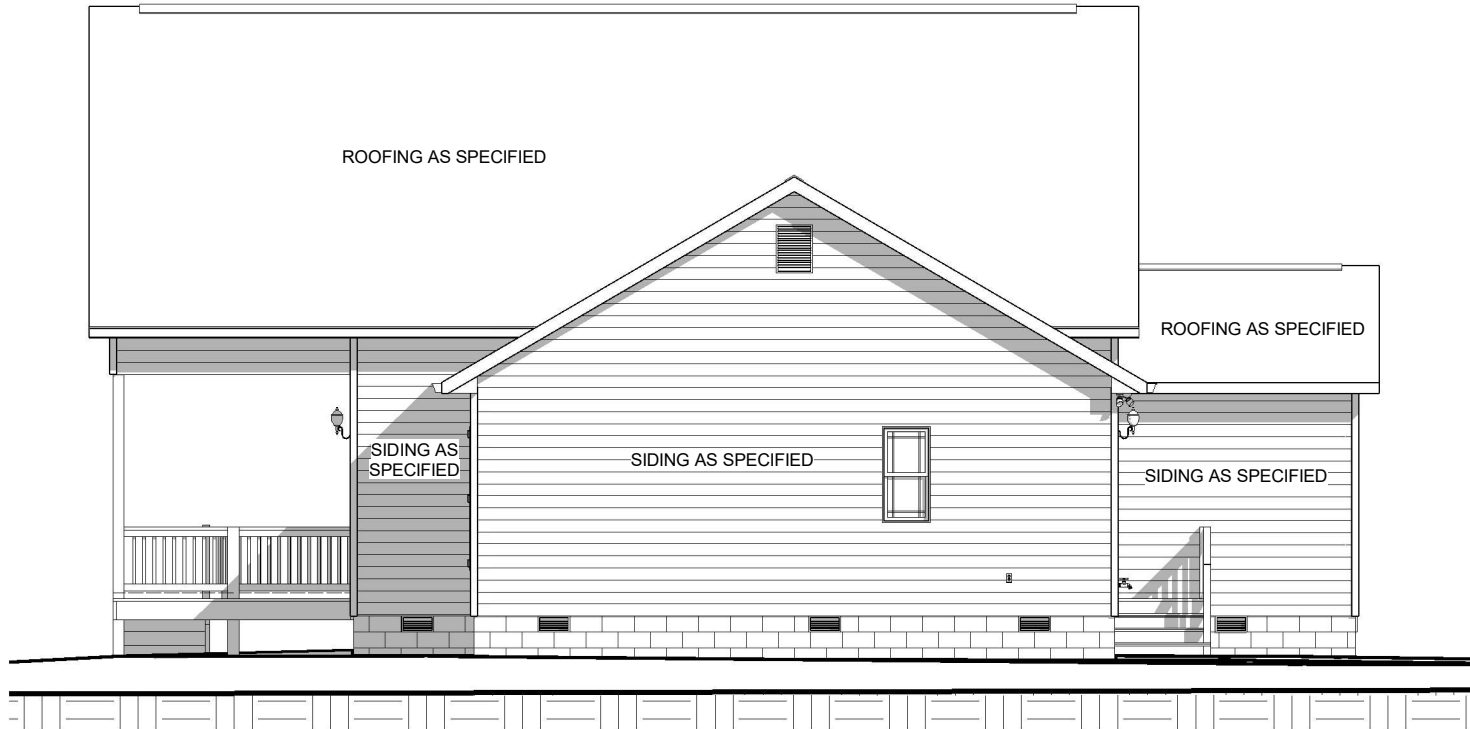 ROOFING AS SPECIFIED
ROOFING AS SPECIFIED
SIDING AS
SPECIFIED
SIDING AS SPECIFIED
SIDING AS SPECIFIED